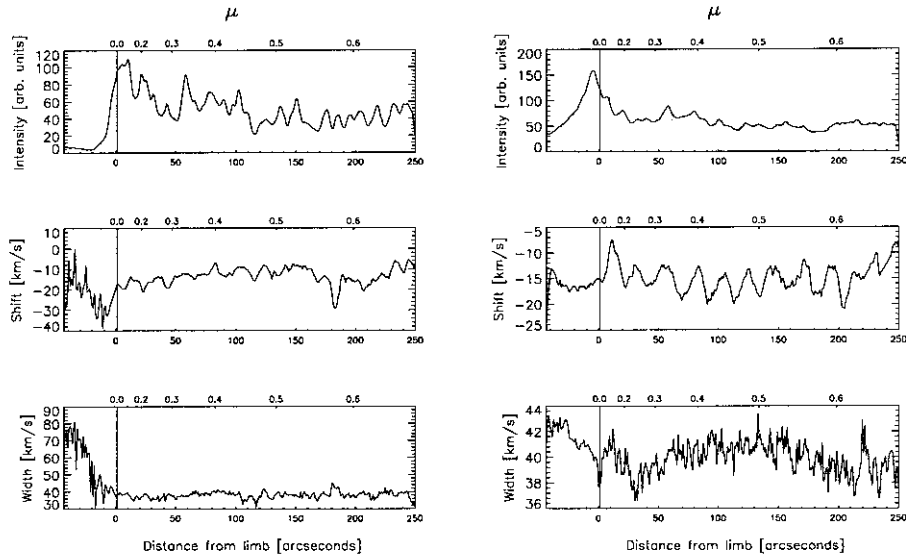 μ
0.0 0.2 0.3 0.4 0.5 0.6
Intensity [arb. units]
120
100
80
60
40
20
0
0 50 100 150 200 250
0.0 0.2 0.3 0.4 0.5 0.6
Shift [km/s]
10
0
-10
-20
-30
-40
0 50 100 150 200 250
0.0 0.2 0.3 0.4 0.5 0.6
Width [km/s]
90
80
70
60
50
40
30
0 50 100 150 200 250
Distance from limb [arcseconds]
μ
0.0 0.2 0.3 0.4 0.5 0.6
Intensity [arb. units]
200
150
100
50
0
0 50 100 150 200 250
0.0 0.2 0.3 0.4 0.5 0.6
Shift [km/s]
-5
-10
-15
-20
-25
0 50 100 150 200 250
0.0 0.2 0.3 0.4 0.5 0.6
Width [km/s]
44
42
40
38
36
0 50 100 150 200 250
Distance from limb [arcseconds]